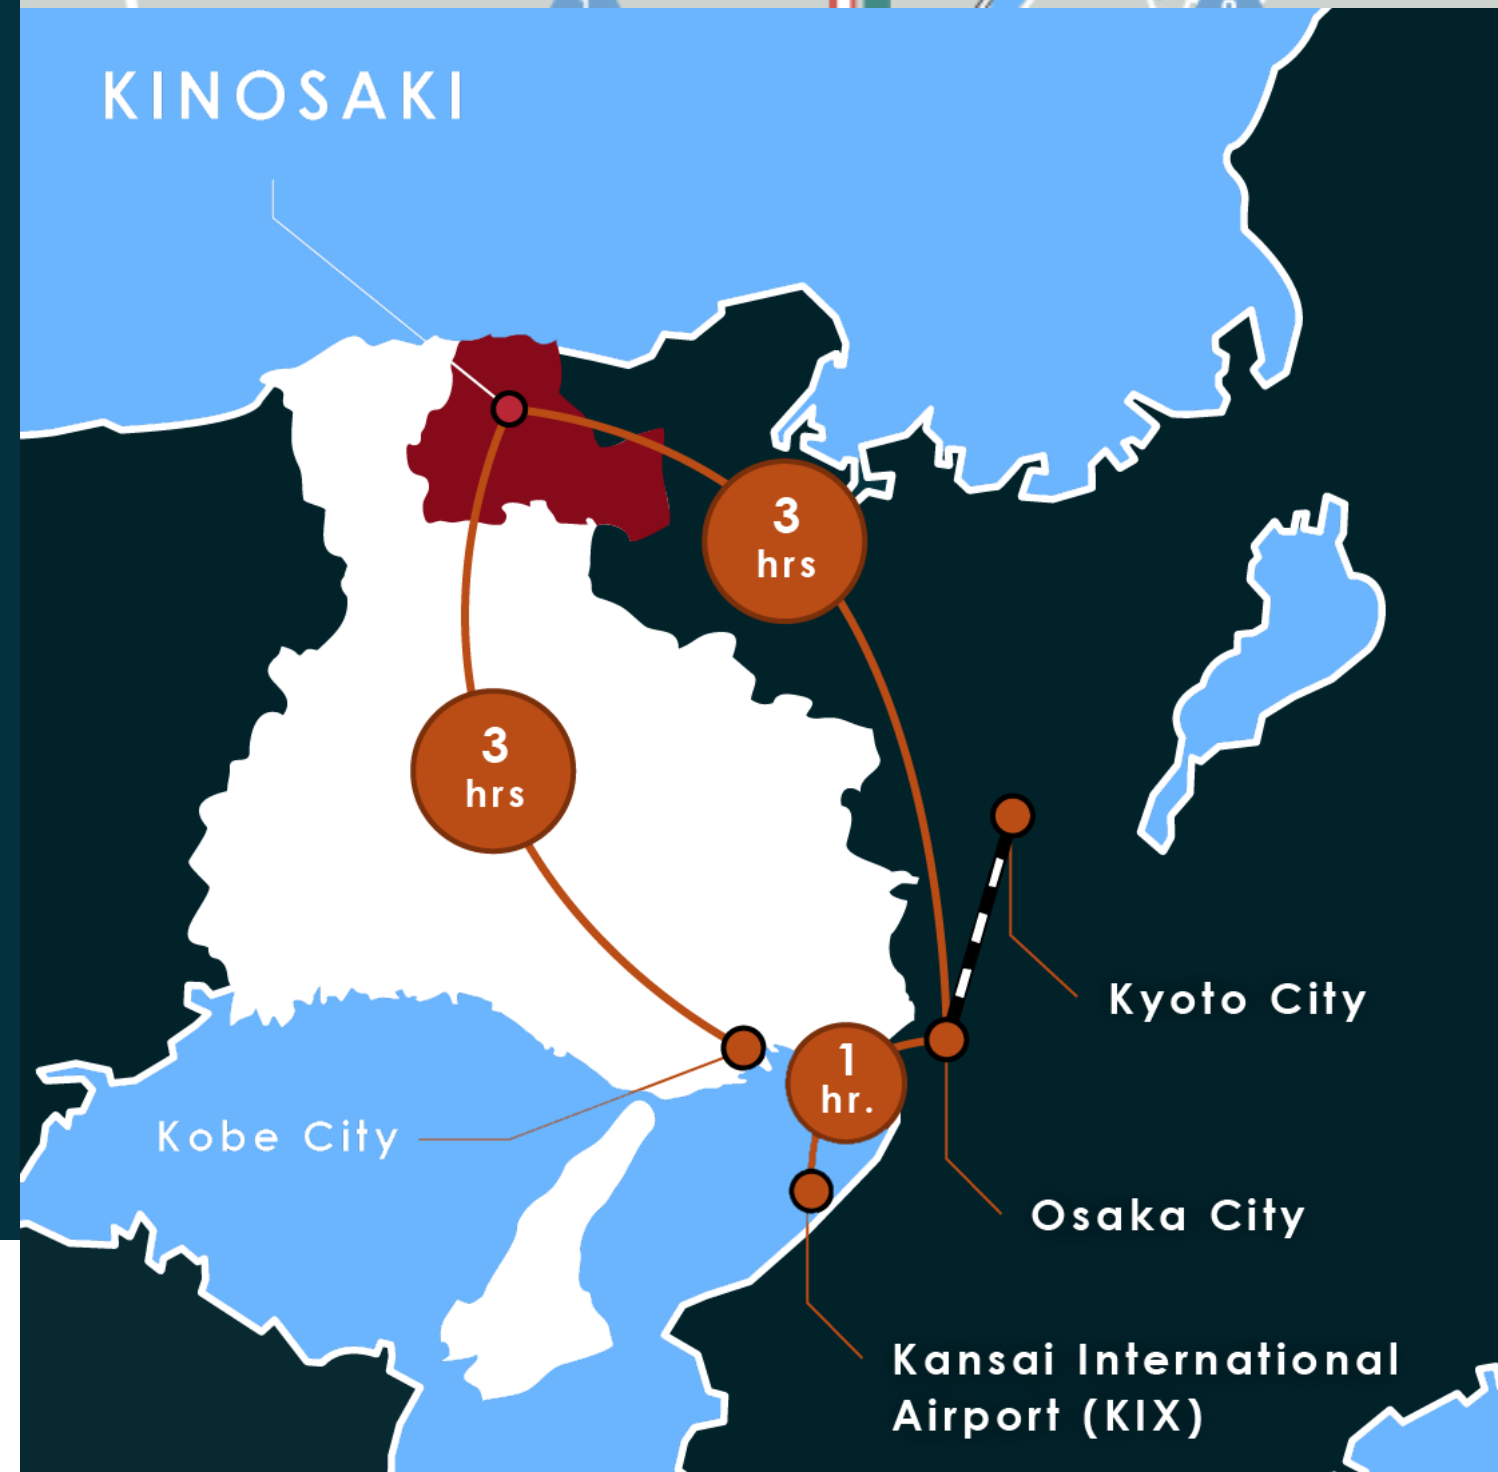 KINOSAKI
3
hrs
3
hrs
Kyoto City
1
hr.
Kobe City
Osaka City
Kansai International
Airport (KIX)